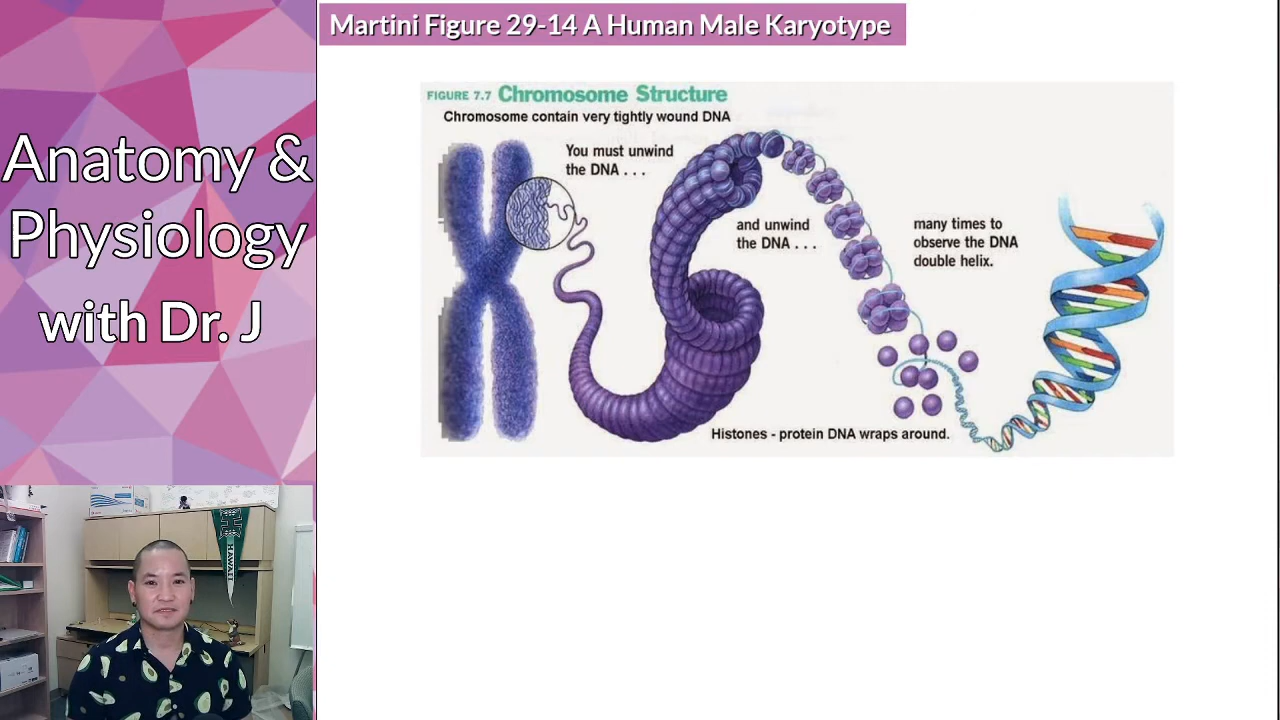 Martini Figure 29-14 A Human Male Karyotype
Anatomy &
Physiology
with Dr. J
FIGURE 7.7 Chromosome Structure
Chromosome contain very tightly wound DNA
You must unwind
the DNA . . .
and unwind
the DNA . . .
many times to
observe the DNA
double helix.
Histones - protein DNA wraps around.
H
HAWAI'I